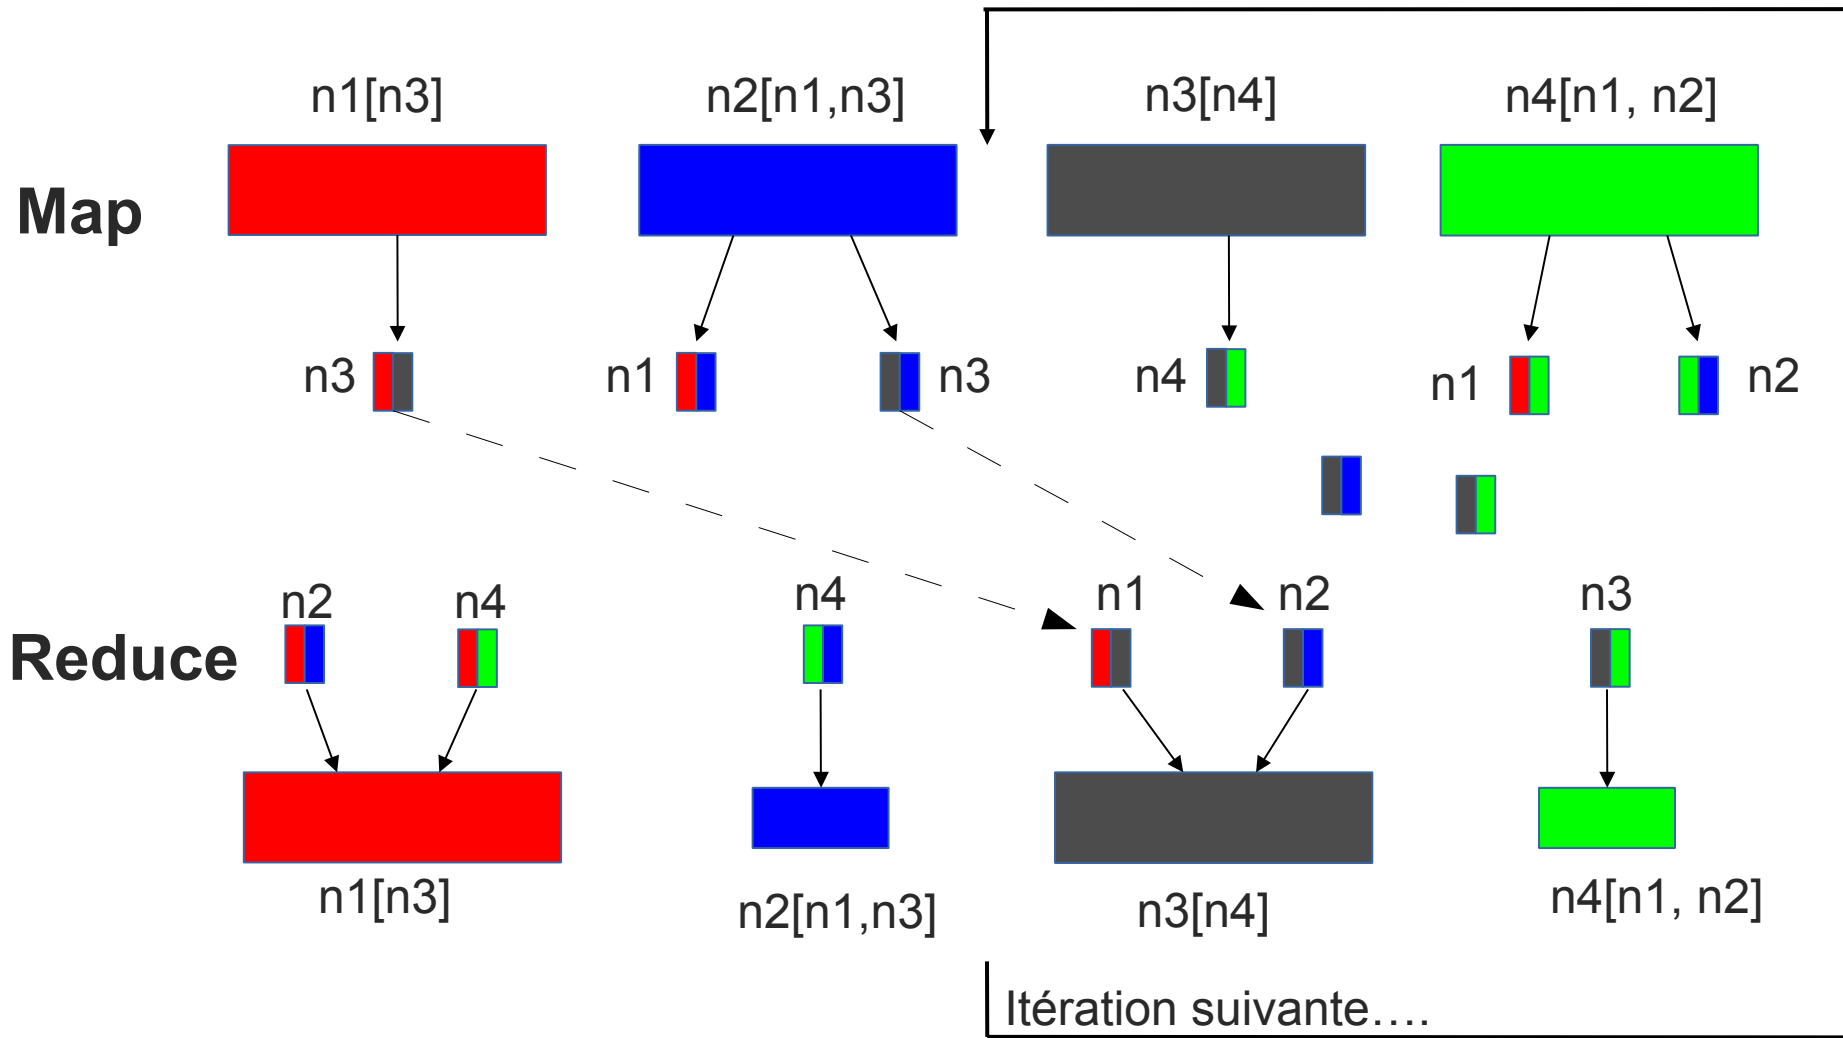 n1[n3]
n2[n1,n3]
n3[n4]
n4[n1, n2]
Map
n3
n1
n3
n4
n1
n2
n2
n4
n4
n1
n2
n3
Reduce
n1[n3]
n2[n1,n3]
n3[n4]
n4[n1, n2]
Itération suivante….